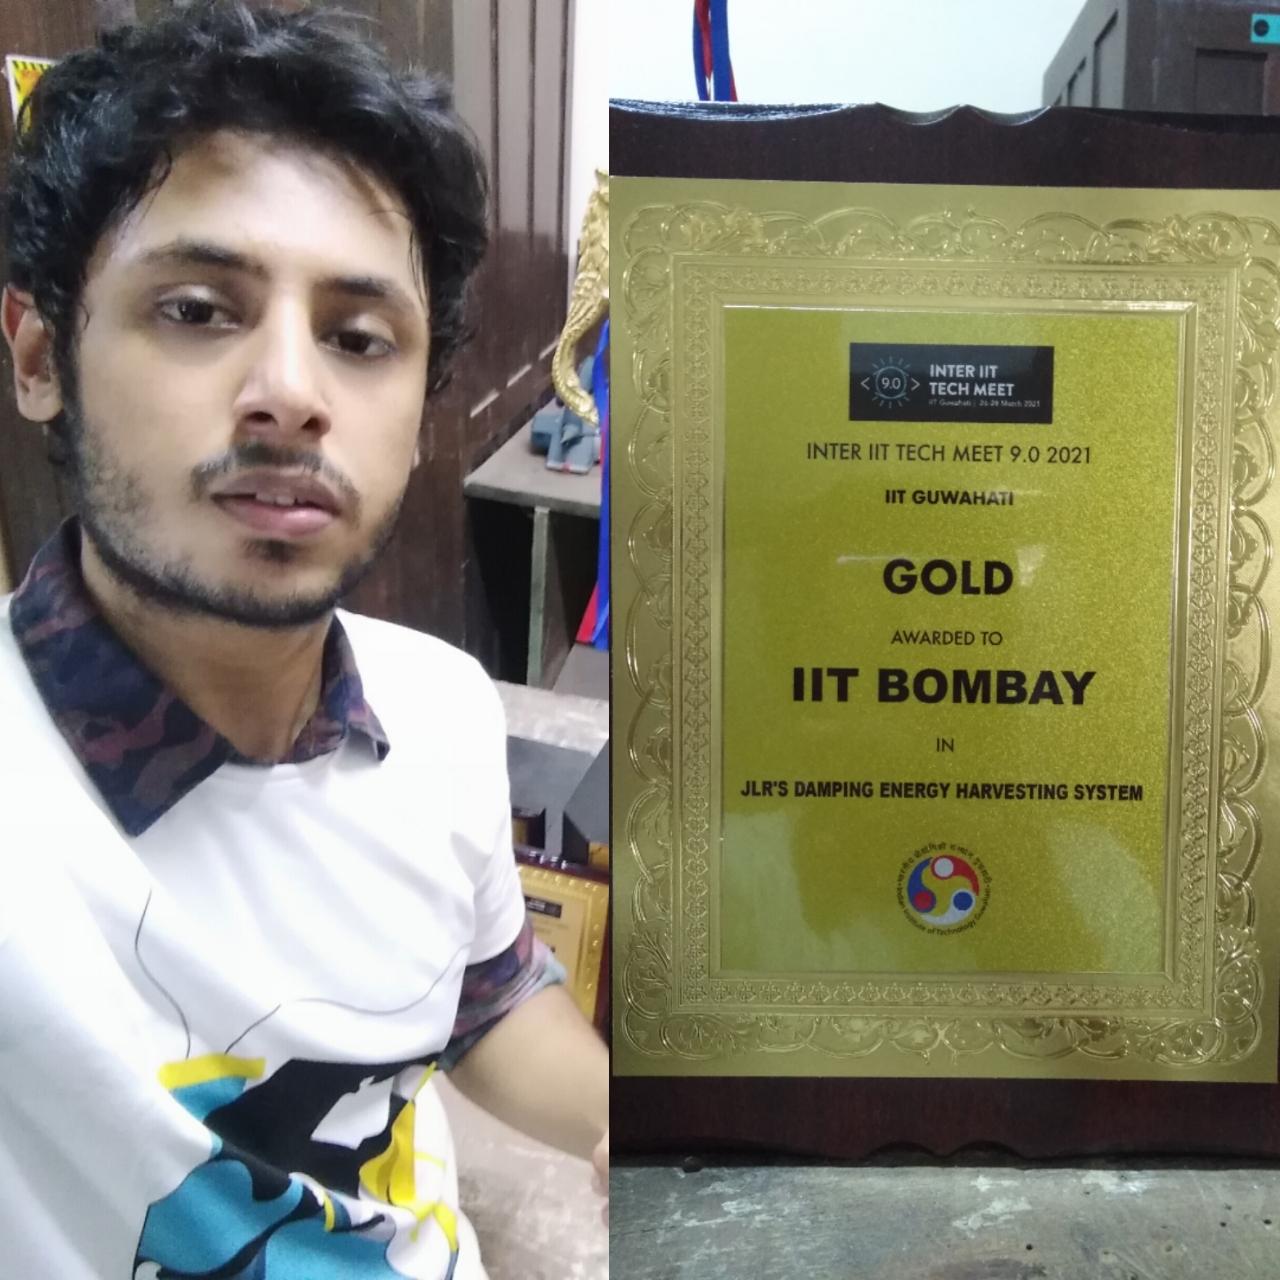 <9.0>
INTER IIT
TECH MEET
IIT Guwahati | 26-28 March 2021
INTER IIT TECH MEET 9.0 2021
IIT GUWAHATI
GOLD
AWARDED TO
IIT BOMBAY
IN
JLR'S DAMPING ENERGY HARVESTING SYSTEM
Indian Institute of Technology Guwahati